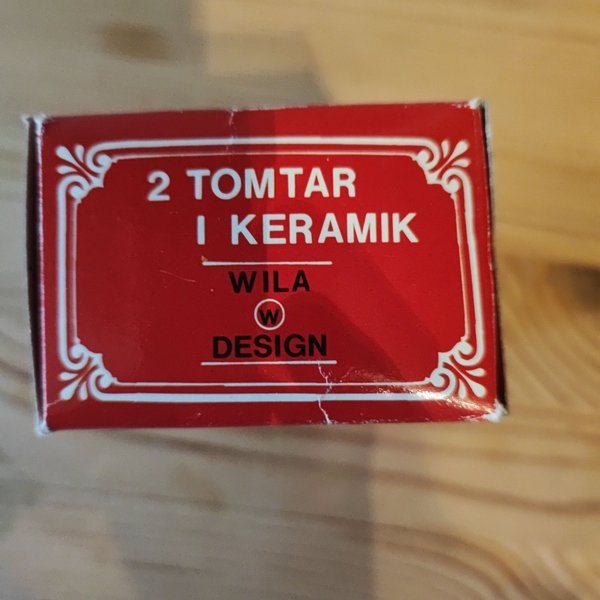 2 TOMTAR
I KERAMIK
WILA
W
DESIGN